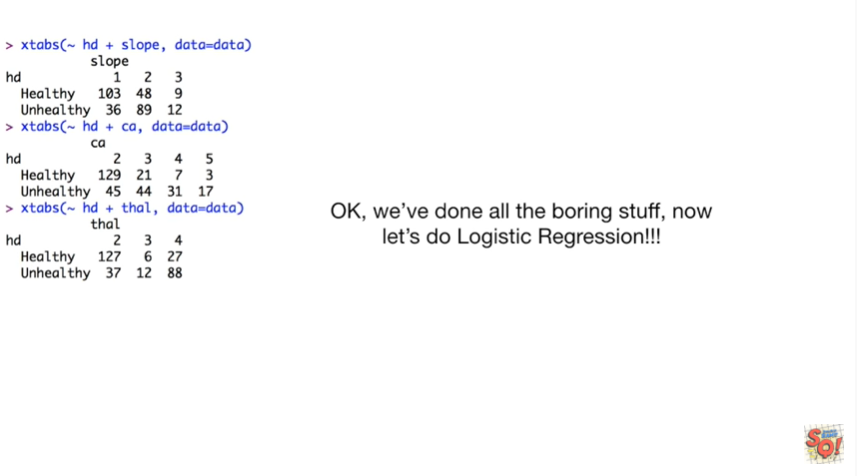 > xtabs(~ hd + slope, data=data)
slope
hd 1 2 3
Healthy 103 48 9
Unhealthy 36 89 12
> xtabs(~ hd + ca, data=data)
ca
hd 2 3 4 5
Healthy 129 21 7 3
Unhealthy 45 44 31 17
> xtabs(~ hd + thal, data=data)
thal
hd 2 3 4
Healthy 127 6 27
Unhealthy 37 12 88
OK, we've done all the boring stuff, now
let's do Logistic Regression!!!
SQ!